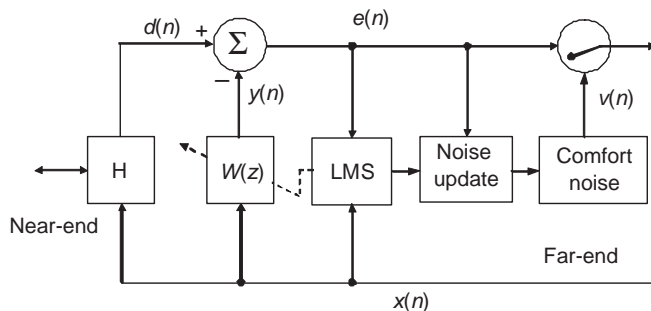 d(n)
+
Σ
e(n)
−
y(n)
v(n)
H
W(z)
LMS
Noise
update
Comfort
noise
Near-end
Far-end
x(n)